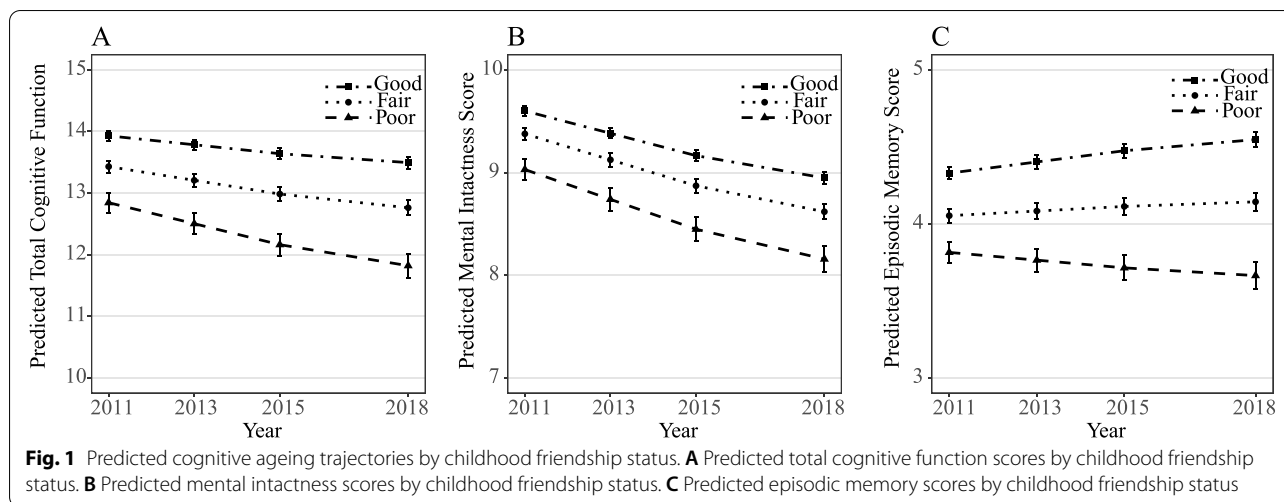 A
Predicted Total Cognitive Function
15
14
13
12
11
10
Good
Fair
Poor
2011 2013 2015 2018
Year
B
Predicted Mental Intactness Score
10
9
8
7
Good
Fair
Poor
2011 2013 2015 2018
Year
C
Predicted Episodic Memory Score
5
4
3
Good
Fair
Poor
2011 2013 2015 2018
Year
Fig. 1 Predicted cognitive ageing trajectories by childhood friendship status. A Predicted total cognitive function scores by childhood friendship
status. B Predicted mental intactness scores by childhood friendship status. C Predicted episodic memory scores by childhood friendship status